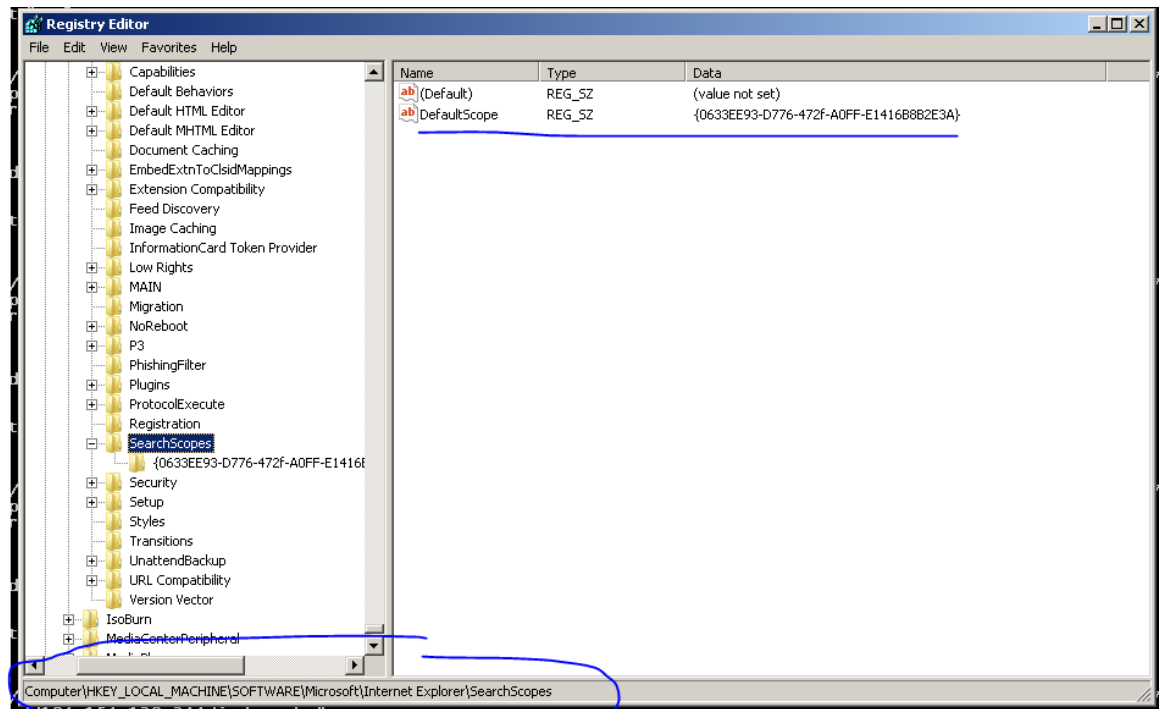 Registry Editor
File Edit View Favorites Help
Capabilities
Default Behaviors
Default HTML Editor
Default MHTML Editor
Document Caching
EmbedExtnToClsidMappings
Extension Compatibility
Feed Discovery
Image Caching
InformationCard Token Provider
Low Rights
MAIN
Migration
NoReboot
P3
PhishingFilter
Plugins
ProtocolExecute
Registration
SearchScopes
{0633EE93-D776-472f-A0FF-E1416
Security
Setup
Styles
Transitions
UnattendBackup
URL Compatibility
Version Vector
IsoBurn
MediaCenterPeripheral
Name Type Data
(Default) REG_SZ (value not set)
DefaultScope REG_SZ {0633EE93-D776-472f-A0FF-E1416B8B2E3A}
Computer\HKEY_LOCAL_MACHINE\SOFTWARE\Microsoft\Internet Explorer\SearchScopes